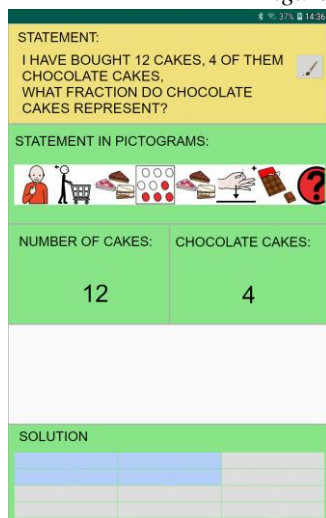 37% 14:36
STATEMENT:
I HAVE BOUGHT 12 CAKES, 4 OF THEM
CHOCOLATE CAKES,
WHAT FRACTION DO CHOCOLATE
CAKES REPRESENT?
STATEMENT IN PICTOGRAMS:
?
NUMBER OF CAKES:
CHOCOLATE CAKES:
12
4
SOLUTION